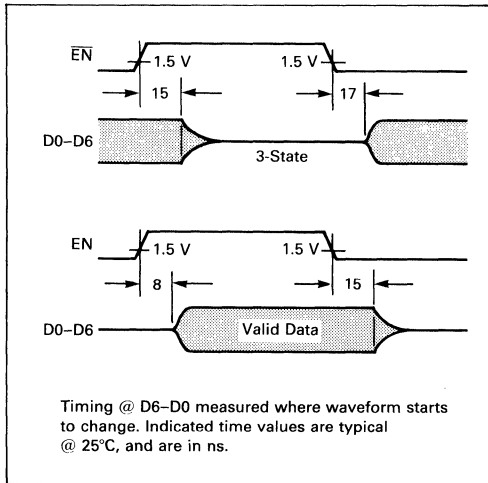 EN 1.5 V 1.5 V
15 17
D0–D6
3-State
EN 1.5 V 1.5 V
8 15
D0–D6 Valid Data
Timing @ D6–D0 measured where waveform starts
to change. Indicated time values are typical
@ 25°C, and are in ns.